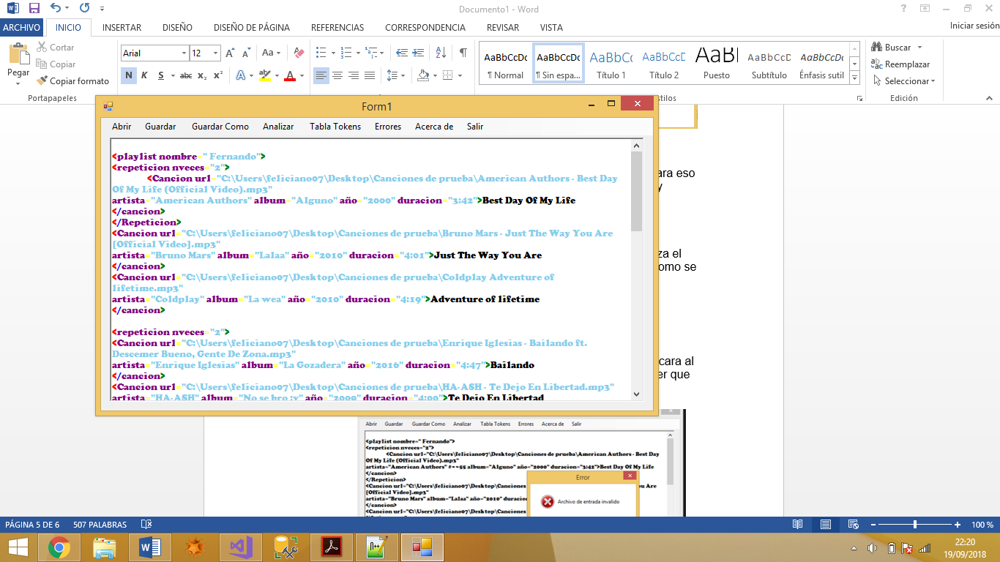 Documento1 - Word
ARCHIVO INICIO INSERTAR DISEÑO DISEÑO DE PÁGINA REFERENCIAS CORRESPONDENCIA REVISAR VISTA Iniciar sesión
Pegar
Cortar
Copiar
Copiar formato
Portapapeles
Arial 12
N K S abc x₂ x²
AaBbCcDc AaBbCcDc AaBbCc AaBbCcD AaB AaBbCcD AaBbCcDc
¶ Normal ¶ Sin espa... Título 1 Título 2 Puesto Subtítulo Énfasis sutil
tilos
Buscar
Reemplazar
Seleccionar
Edición
Form1
Abrir Guardar Guardar Como Analizar Tabla Tokens Errores Acerca de Salir
<playlist nombre=" Fernando">
<repeticion nveces="2">
<Cancion url="C:\Users\feliciano07\Desktop\Canciones de prueba\American Authors - Best Day
Of My Life (Official Video).mp3"
artista="American Authors" album="Alguno" año="2000" duracion="3:42">Best Day Of My Life
</cancion>
</Repeticion>
<Cancion url="C:\Users\feliciano07\Desktop\Canciones de prueba\Bruno Mars - Just The Way You Are
[Official Video].mp3"
artista="Bruno Mars" album="Lalaa" año="2010" duracion="4:01">Just The Way You Are
</cancion>
<Cancion url="C:\Users\feliciano07\Desktop\Canciones de prueba\Coldplay Adventure of
lifetime.mp3"
artista="Coldplay" album="La wea" año="2010" duracion="4:19">Adventure of lifetime
</cancion>
<repeticion nveces="2">
<Cancion url="C:\Users\feliciano07\Desktop\Canciones de prueba\Enrique Iglesias - Bailando ft.
Descemer Bueno, Gente De Zona.mp3"
artista="Enrique Iglesias" album="La Gozadera" año="2016" duracion="4:47">Bailando
</cancion>
<Cancion url="C:\Users\feliciano07\Desktop\Canciones de prueba\HA-ASH - Te Dejo En Libertad.mp3"
artista="HA-ASH" album="No se bro :v" año="2009" duracion="4:00">Te Dejo En Libertad
ara eso
y
za el
omo se
cara al
er que
Abrir Guardar Guardar Como Analizar Tabla Tokens Errores Acerca de Salir
<playlist nombre=" Fernando">
<repeticion nveces="2">
<Cancion url="C:\Users\feliciano07\Desktop\Canciones de prueba\American Authors - Best Day
Of My Life (Official Video).mp3"
artista="American Authors" #~~55 album="Alguno" año="2000" duracion="3:42">Best Day Of My Life
</cancion>
</Repeticion>
<Cancion url="C:\Users\feliciano07\Desktop\Canciones ou Are
[Official Video].mp3"
artista="Bruno Mars" album="Lalaa" año="2010" duracion
</cancion>
<Cancion url="C:\Users\feliciano07\Desktop\Canciones
Error
Archivo de entrada invalido
PÁGINA 5 DE 6 507 PALABRAS 100 %
22:20
19/09/2018